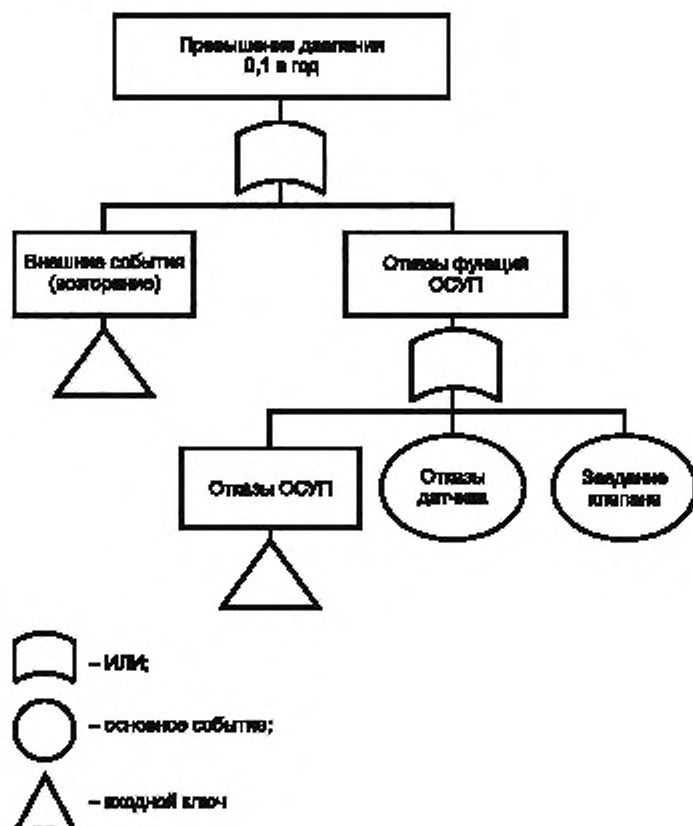 Превышение давления
0,1 в год
Внешние события
(возгорание)
Отказы функций
ОСУП
Отказы ОСУП
Отказы
датчика
Заедание
клапана
– ИЛИ;
– основное событие;
– входной ключ